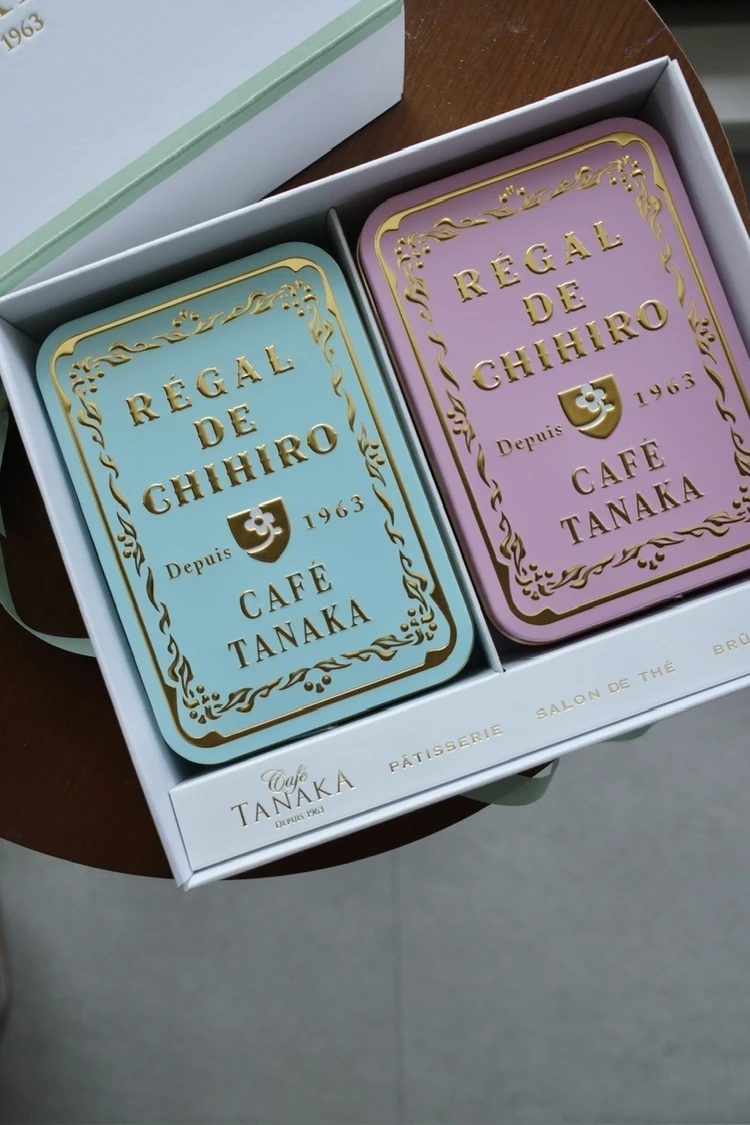 1963
RÉGAL
DE
CHIHIRO
Depuis 1963
CAFÉ
TANAKA
RÉGAL
DE
CHIHIRO
Depuis 1963
CAFÉ
TANAKA
Café
TANAKA
DEPUIS 1963
PÂTISSERIE SALON DE THÉ